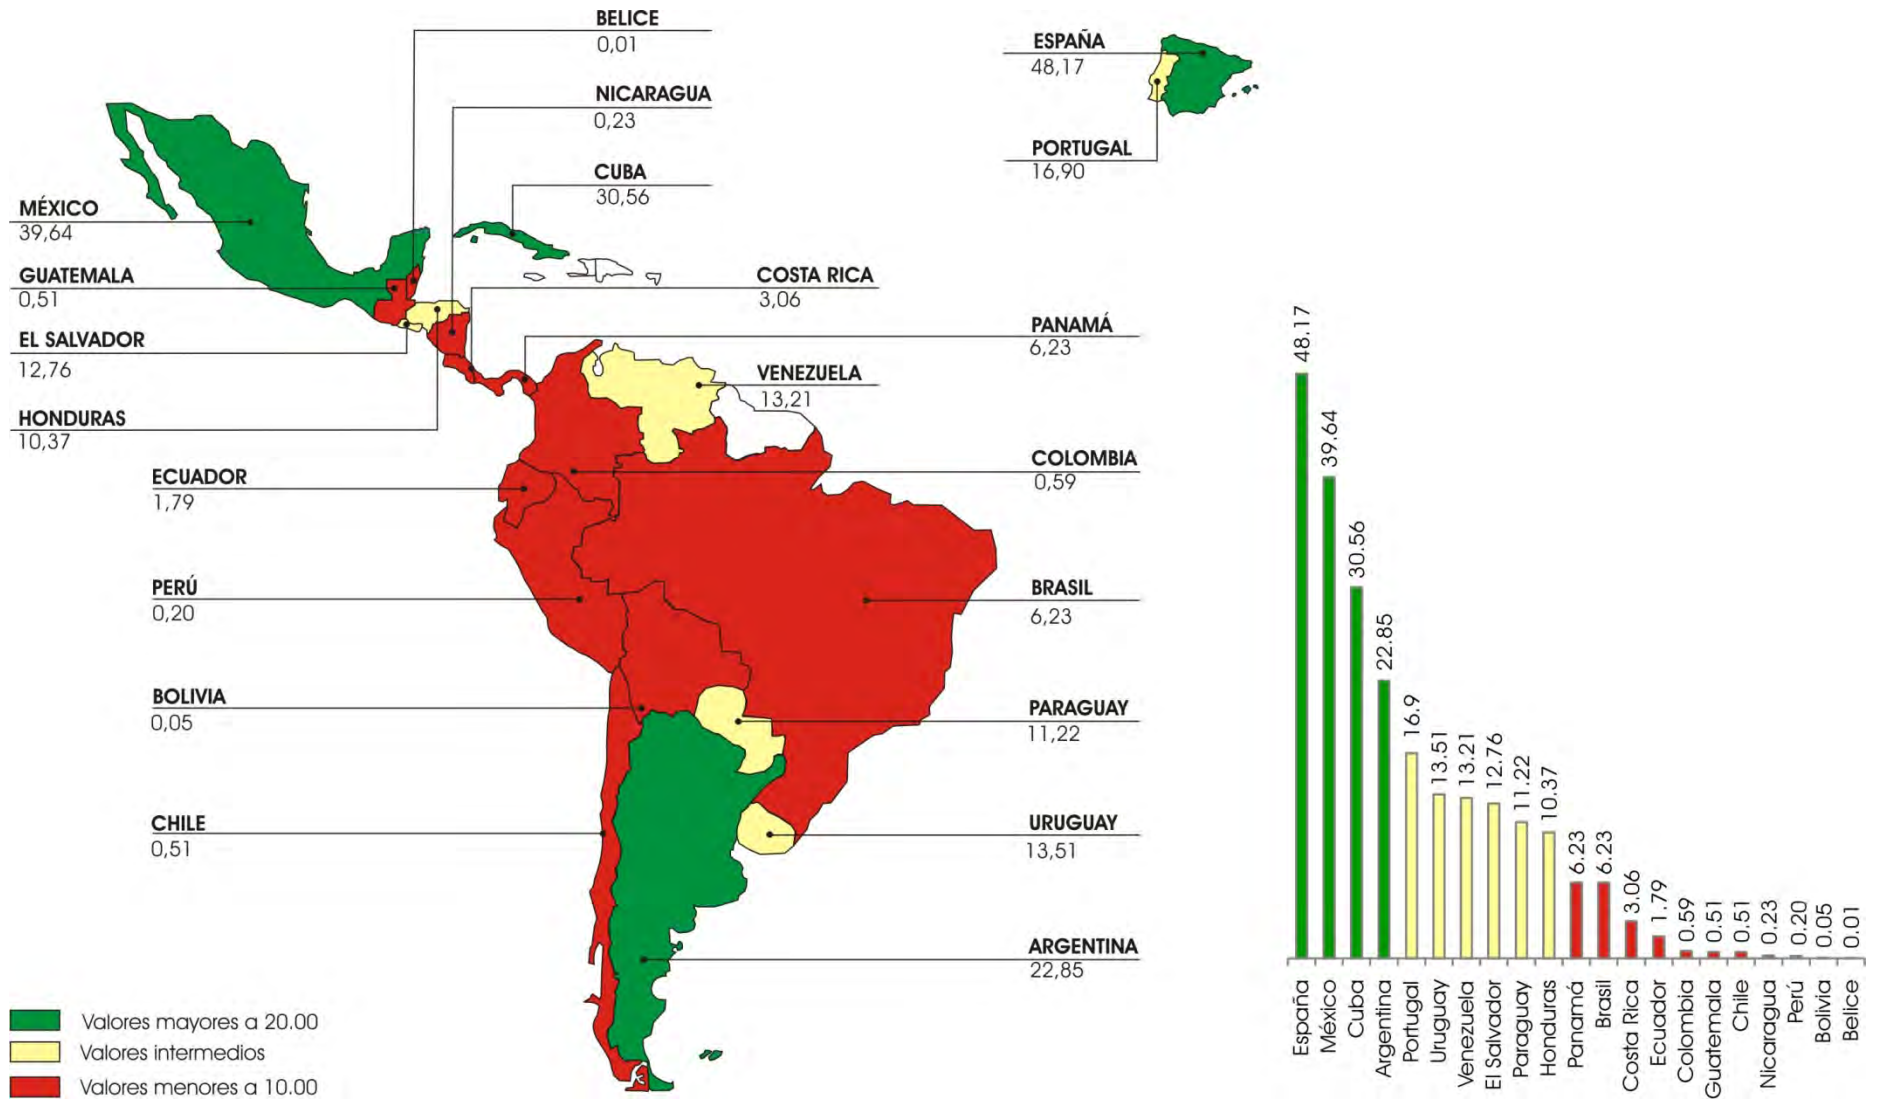 BELICE
0,01
NICARAGUA
0,23
CUBA
30,56
MÉXICO
39,64
GUATEMALA
0,51
EL SALVADOR
12,76
HONDURAS
10,37
COSTA RICA
3,06
PANAMÁ
6,23
VENEZUELA
13,21
COLOMBIA
0,59
ECUADOR
1,79
PERÚ
0,20
BRASIL
6,23
BOLIVIA
0,05
PARAGUAY
11,22
CHILE
0,51
URUGUAY
13,51
ARGENTINA
22,85
ESPAÑA
48,17
PORTUGAL
16,90
Valores mayores a 20.00
Valores intermedios
Valores menores a 10.00
48.17
39.64
30.56
22.85
16.9
13.51
13.21
12.76
11.22
10.37
6.23
6.23
3.06
1.79
0.59
0.51
0.51
0.23
0.20
0.05
0.01
España
México
Cuba
Argentina
Portugal
Uruguay
Venezuela
El Salvador
Paraguay
Honduras
Panamá
Brasil
Costa Rica
Ecuador
Colombia
Guatemala
Chile
Nicaragua
Perú
Bolivia
Belice